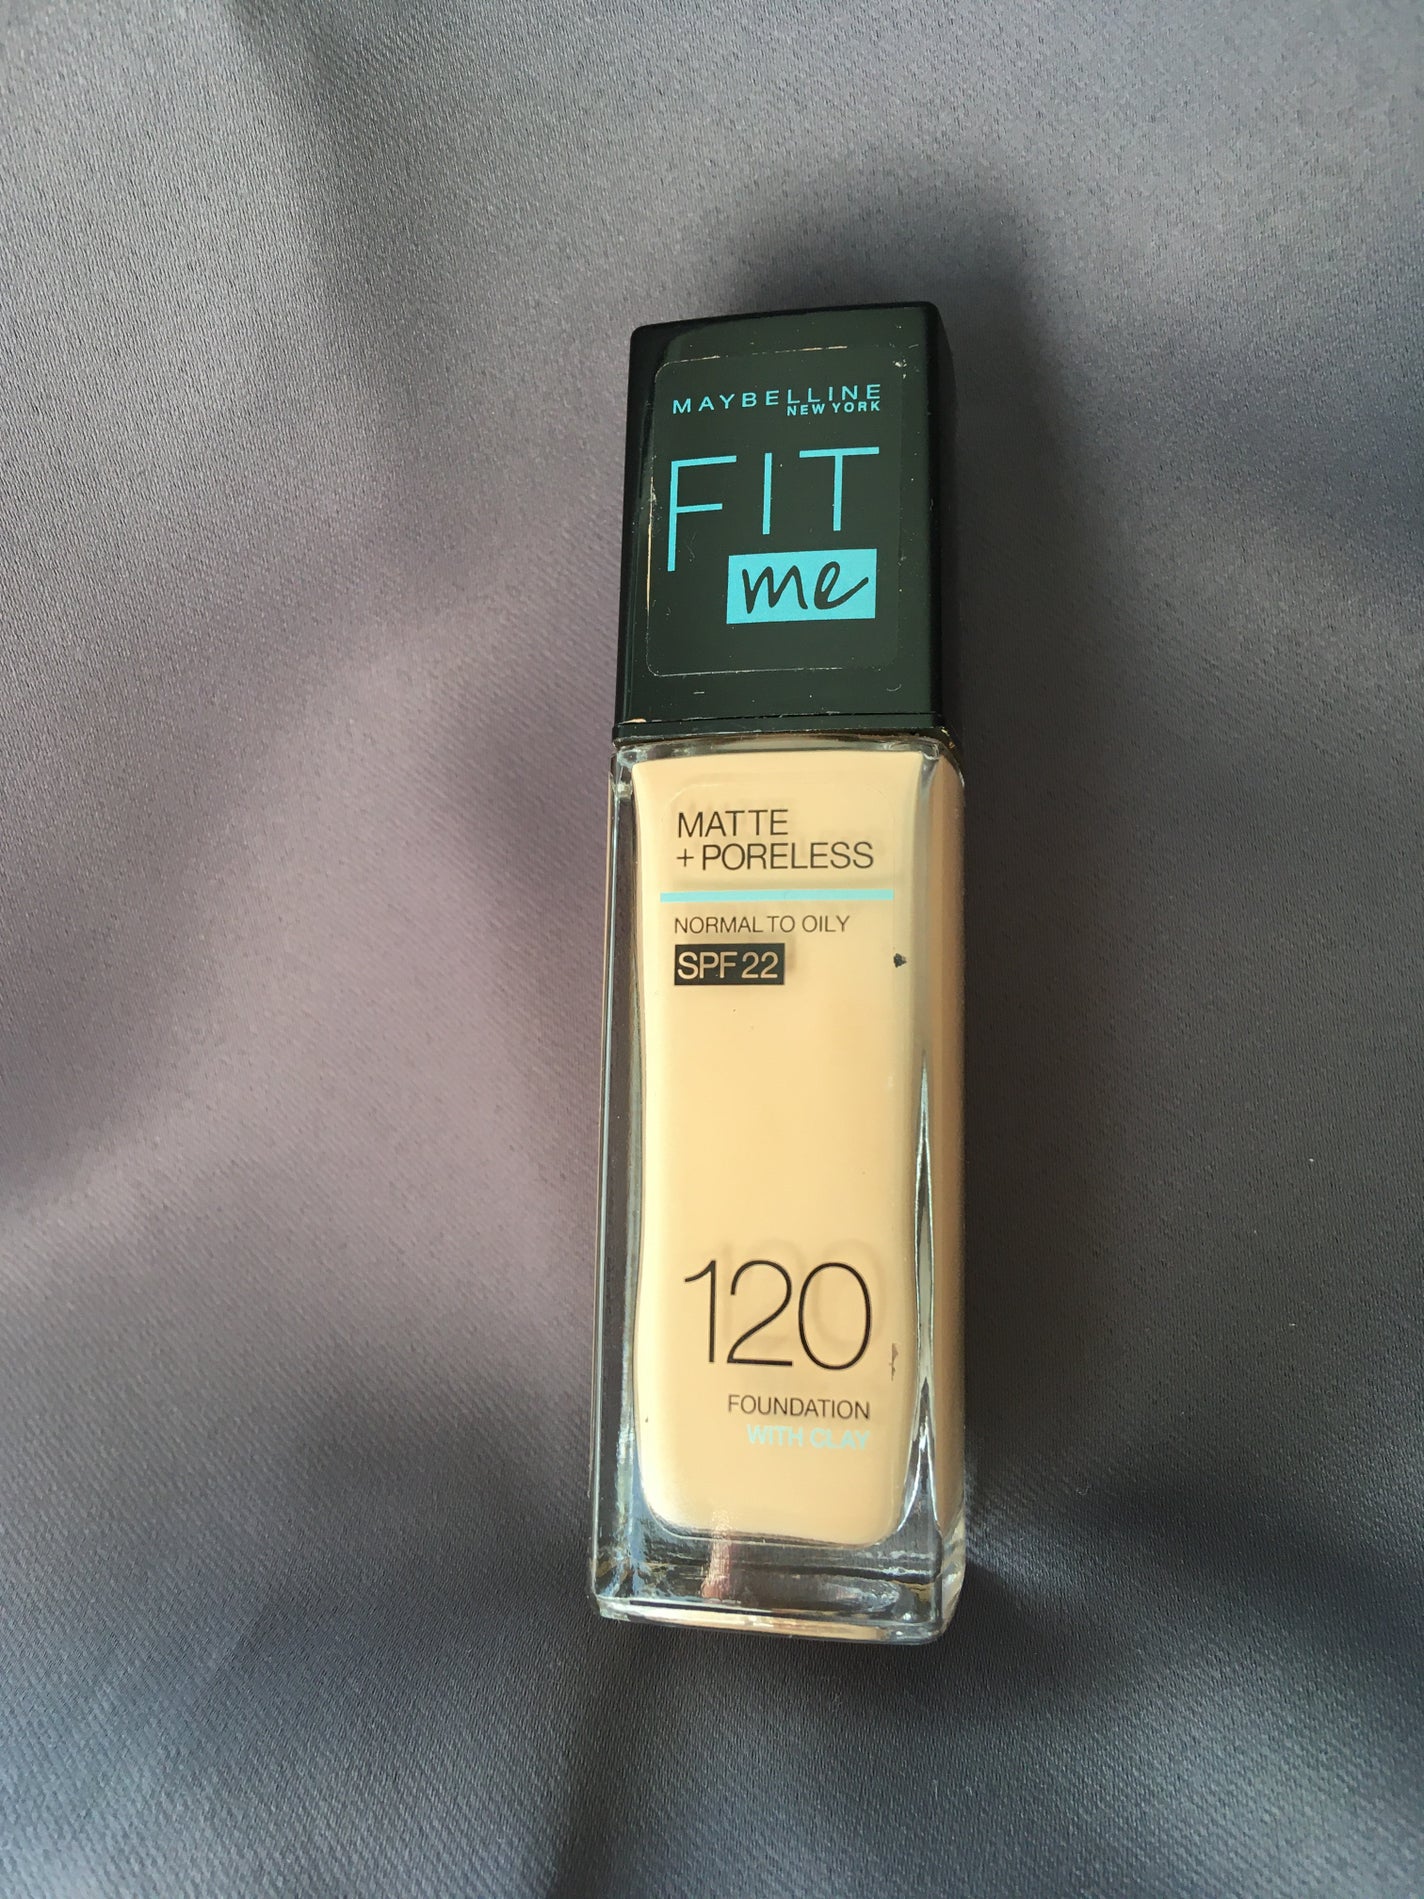 MAYBELLINE
NEW YORK
FIT
me
MATTE
+ PORELESS
NORMAL TO OILY
SPF 22
120
FOUNDATION
WITH CLAY